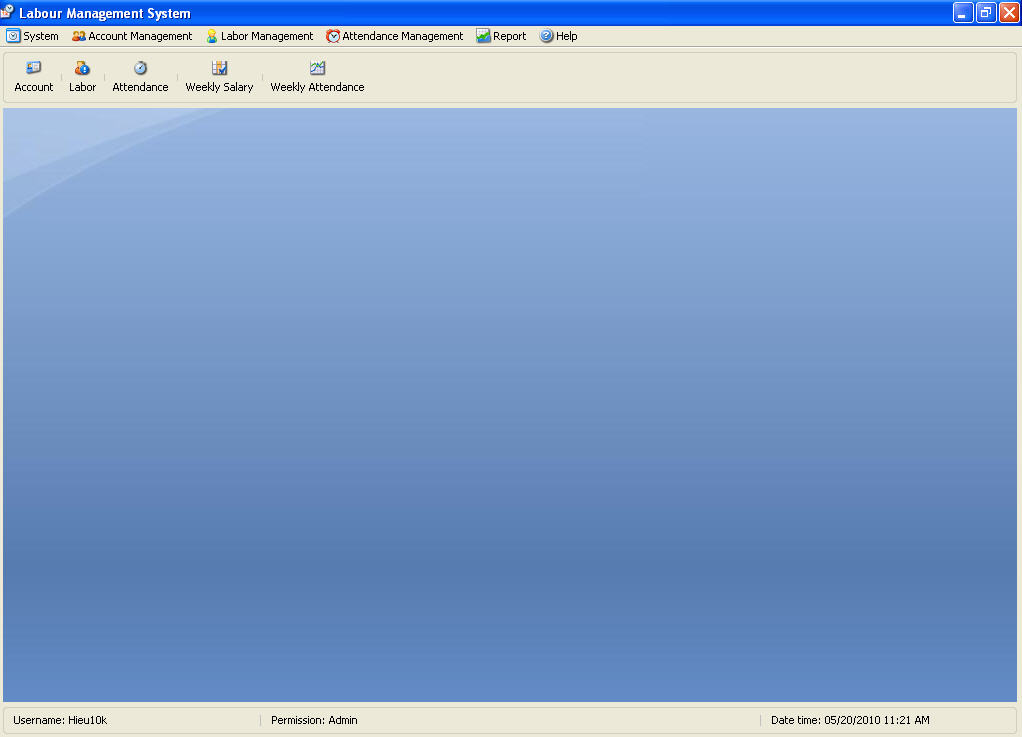 Labour Management System
System Account Management Labor Management Attendance Management Report Help
Account Labor Attendance Weekly Salary Weekly Attendance
Username: Hieu10k Permission: Admin Date time: 05/20/2010 11:21 AM